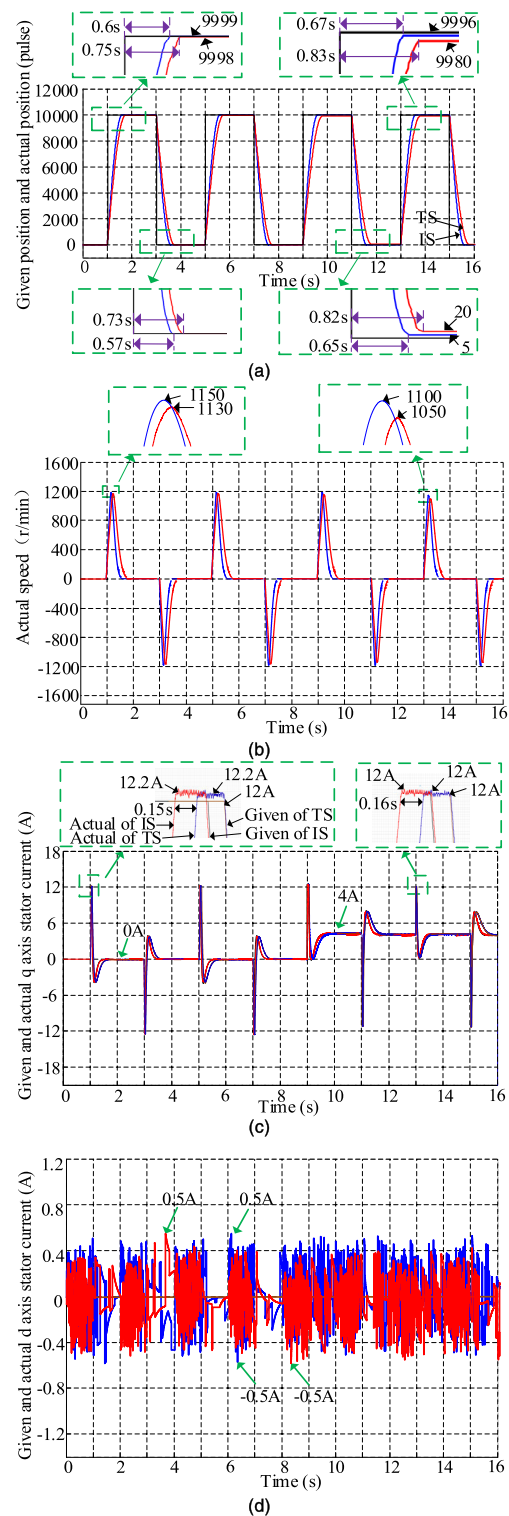 0.6s
9999
0.75s
9998
0.67s
9996
0.83s
9980
Given position and actual position (pulse)
12000
10000
8000
6000
4000
2000
0
TS
IS
0 2 4 6 8 10 12 14 16
Time (s)
0.73s
0.57s
0.82s
0.65s
20
5
(a)
1150
1130
1100
1050
Actual speed (r/min)
1600
1200
800
400
0
-400
-800
-1200
-1600
0 1 2 3 4 5 6 7 8 9 10 11 12 13 14 15 16
Time (s)
(b)
12.2A
12.2A
12A
0.15s
Actual of IS
Actual of TS
Given of TS
Given of IS
12A
12A
12A
0.16s
Given and actual q axis stator current (A)
18
12
6
0
-6
-12
-18
0A
4A
0 2 4 6 8 10 12 14 16
Time (s)
(c)
Given and actual d axis stator current (A)
1.2
0.8
0.4
0
-0.4
-0.8
-1.2
0.5A
0.5A
-0.5A
-0.5A
0 2 4 6 8 10 12 14 16
Time (s)
(d)